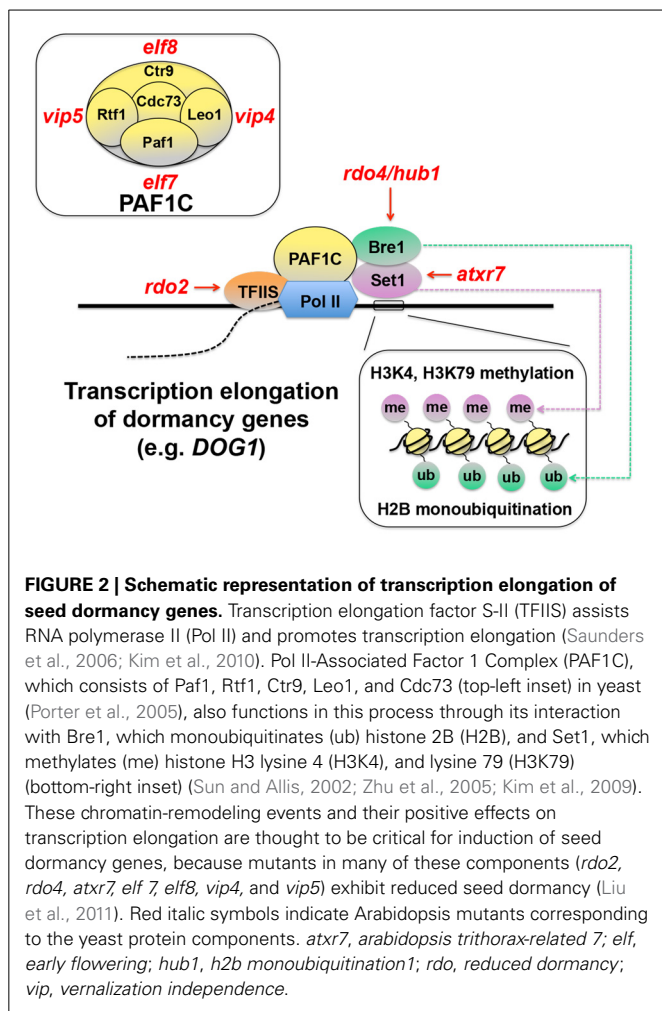 elf8
Ctr9
Cdc73
vip5
Rtf1
Leo1
vip4
Paf1
elf7
PAF1C
rdo4/hub1
Bre1
PAF1C
Set1
atxr7
rdo2
TFIIS
Pol II
Transcription elongation
of dormancy genes
(e.g. DOG1)
H3K4, H3K79 methylation
me me me me
ub ub ub ub
H2B monoubiquitination
FIGURE 2 | Schematic representation of transcription elongation of
seed dormancy genes. Transcription elongation factor S-II (TFIIS) assists
RNA polymerase II (Pol II) and promotes transcription elongation (Saunders
et al., 2006; Kim et al., 2010). Pol II-Associated Factor 1 Complex (PAF1C),
which consists of Paf1, Rtf1, Ctr9, Leo1, and Cdc73 (top-left inset) in yeast
(Porter et al., 2005), also functions in this process through its interaction
with Bre1, which monoubiquitinates (ub) histone 2B (H2B), and Set1, which
methylates (me) histone H3 lysine 4 (H3K4), and lysine 79 (H3K79)
(bottom-right inset) (Sun and Allis, 2002; Zhu et al., 2005; Kim et al., 2009).
These chromatin-remodeling events and their positive effects on
transcription elongation are thought to be critical for induction of seed
dormancy genes, because mutants in many of these components (rdo2,
rdo4, atxr7, elf 7, elf8, vip4, and vip5) exhibit reduced seed dormancy (Liu
et al., 2011). Red italic symbols indicate Arabidopsis mutants corresponding
to the yeast protein components. atxr7, arabidopsis trithorax-related 7; elf,
early flowering; hub1, h2b monoubiquitination1; rdo, reduced dormancy;
vip, vernalization independence.